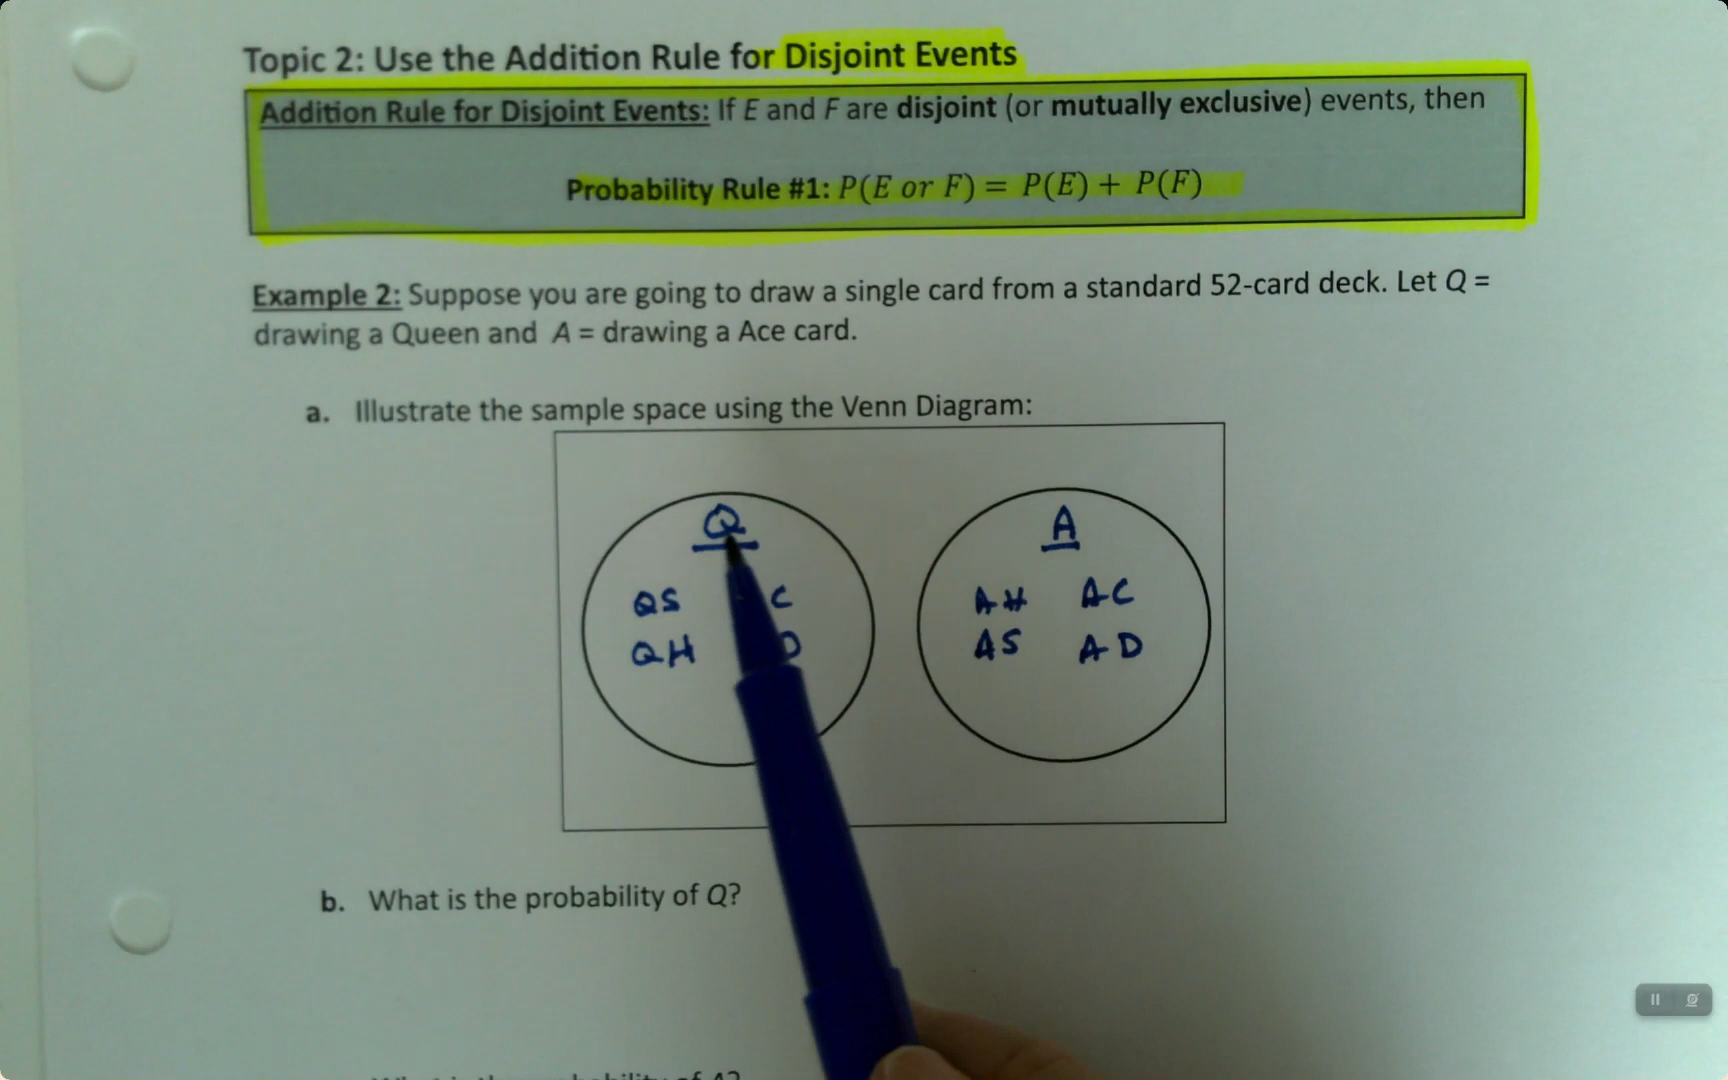 Topic 2: Use the Addition Rule for Disjoint Events
Addition Rule for Disjoint Events: If E and F are disjoint (or mutually exclusive) events, then
Probability Rule #1: P(E or F) = P(E) + P(F)
Example 2: Suppose you are going to draw a single card from a standard 52-card deck. Let Q =
drawing a Queen and A = drawing a Ace card.
a. Illustrate the sample space using the Venn Diagram:
Q
A
QS C
AH AC
QH D
AS AD
b. What is the probability of Q?